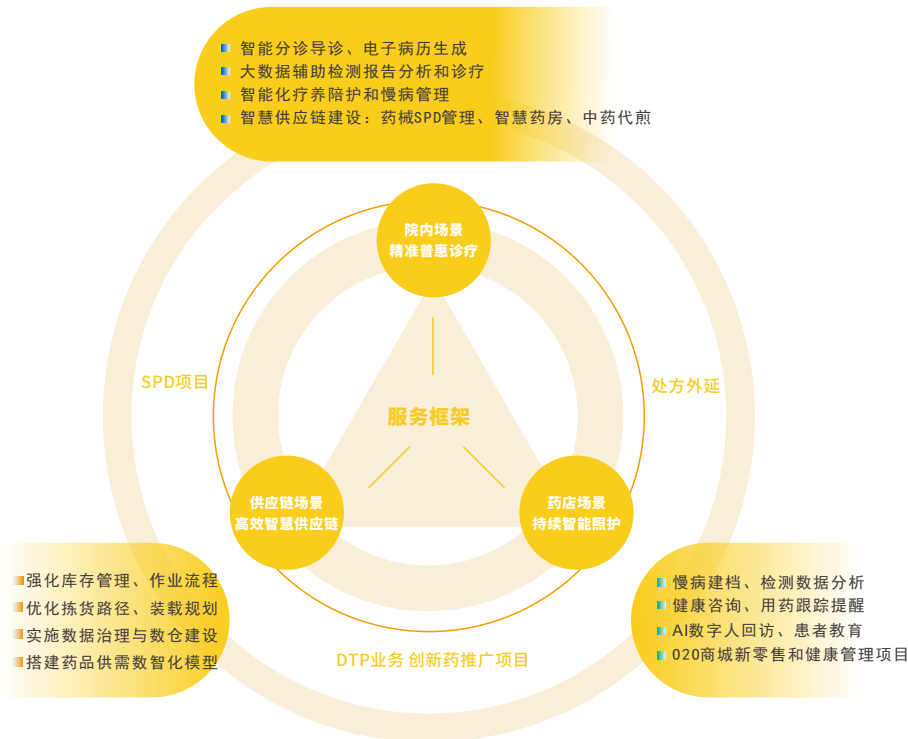 智能分诊导诊、电子病历生成
大数据辅助检测报告分析和诊疗
智能化疗养陪护和慢病管理
智慧供应链建设：药械SPD管理、智慧药房、中药代煎
院内场景
精准普惠诊疗
SPD项目
处方外延
服务框架
供应链场景
高效智慧供应链
药店场景
持续智能照护
强化库存管理、作业流程
优化拣货路径、装载规划
实施数据治理与数仓建设
搭建药品供需数智化模型
慢病建档、检测数据分析
健康咨询、用药跟踪提醒
AI数字人回访、患者教育
O2O商城新零售和健康管理项目
DTP业务 创新药推广项目